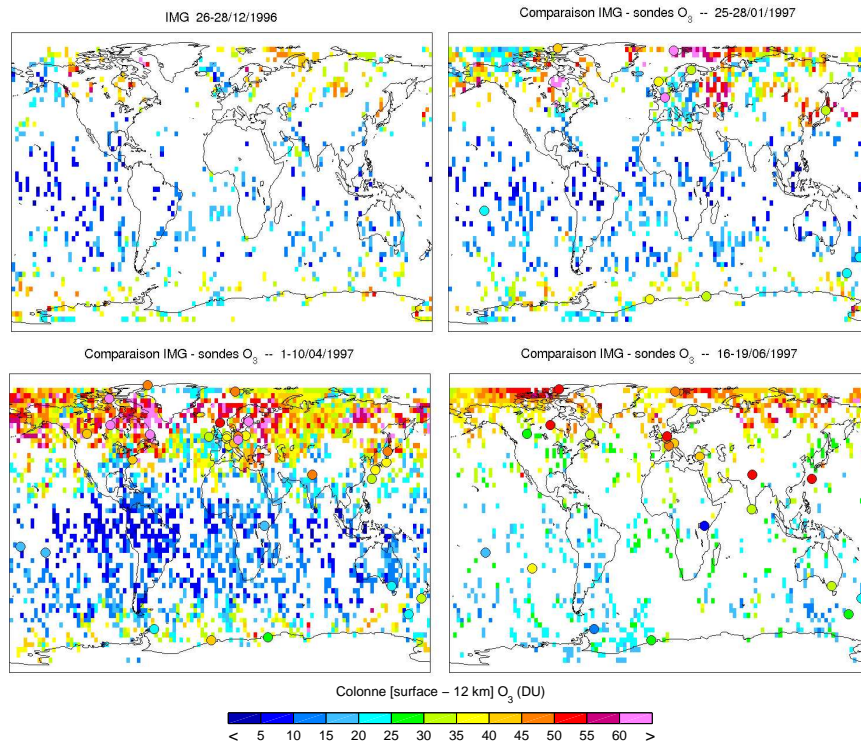 IMG 26-28/12/1996
Comparaison IMG - sondes O₃ -- 25-28/01/1997
Comparaison IMG - sondes O₃ -- 1-10/04/1997
Comparaison IMG - sondes O₃ -- 16-19/06/1997
Colonne [surface – 12 km] O₃ (DU)
< 5 10 15 20 25 30 35 40 45 50 55 60 >